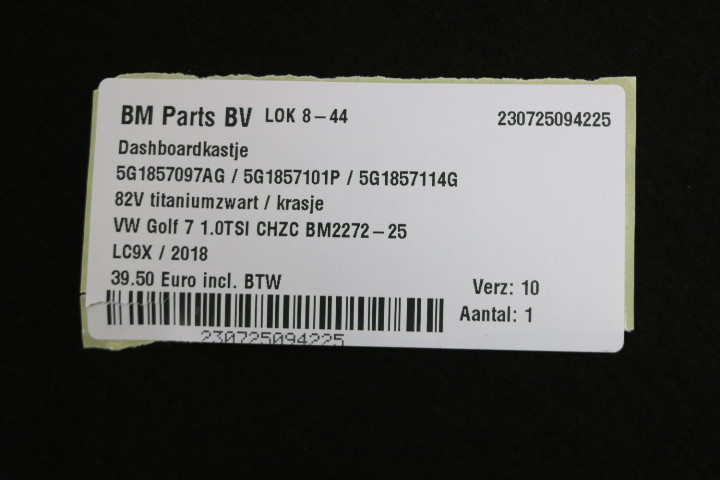 BM Parts BV LOK 8-44 230725094225
Dashboardkastje
5G1857097AG / 5G1857101P / 5G1857114G
82V titaniumzwart / krasje
VW Golf 7 1.0TSI CHZC BM2272-25
LC9X / 2018
39.50 Euro incl. BTW Verz: 10
Aantal: 1
230725094225